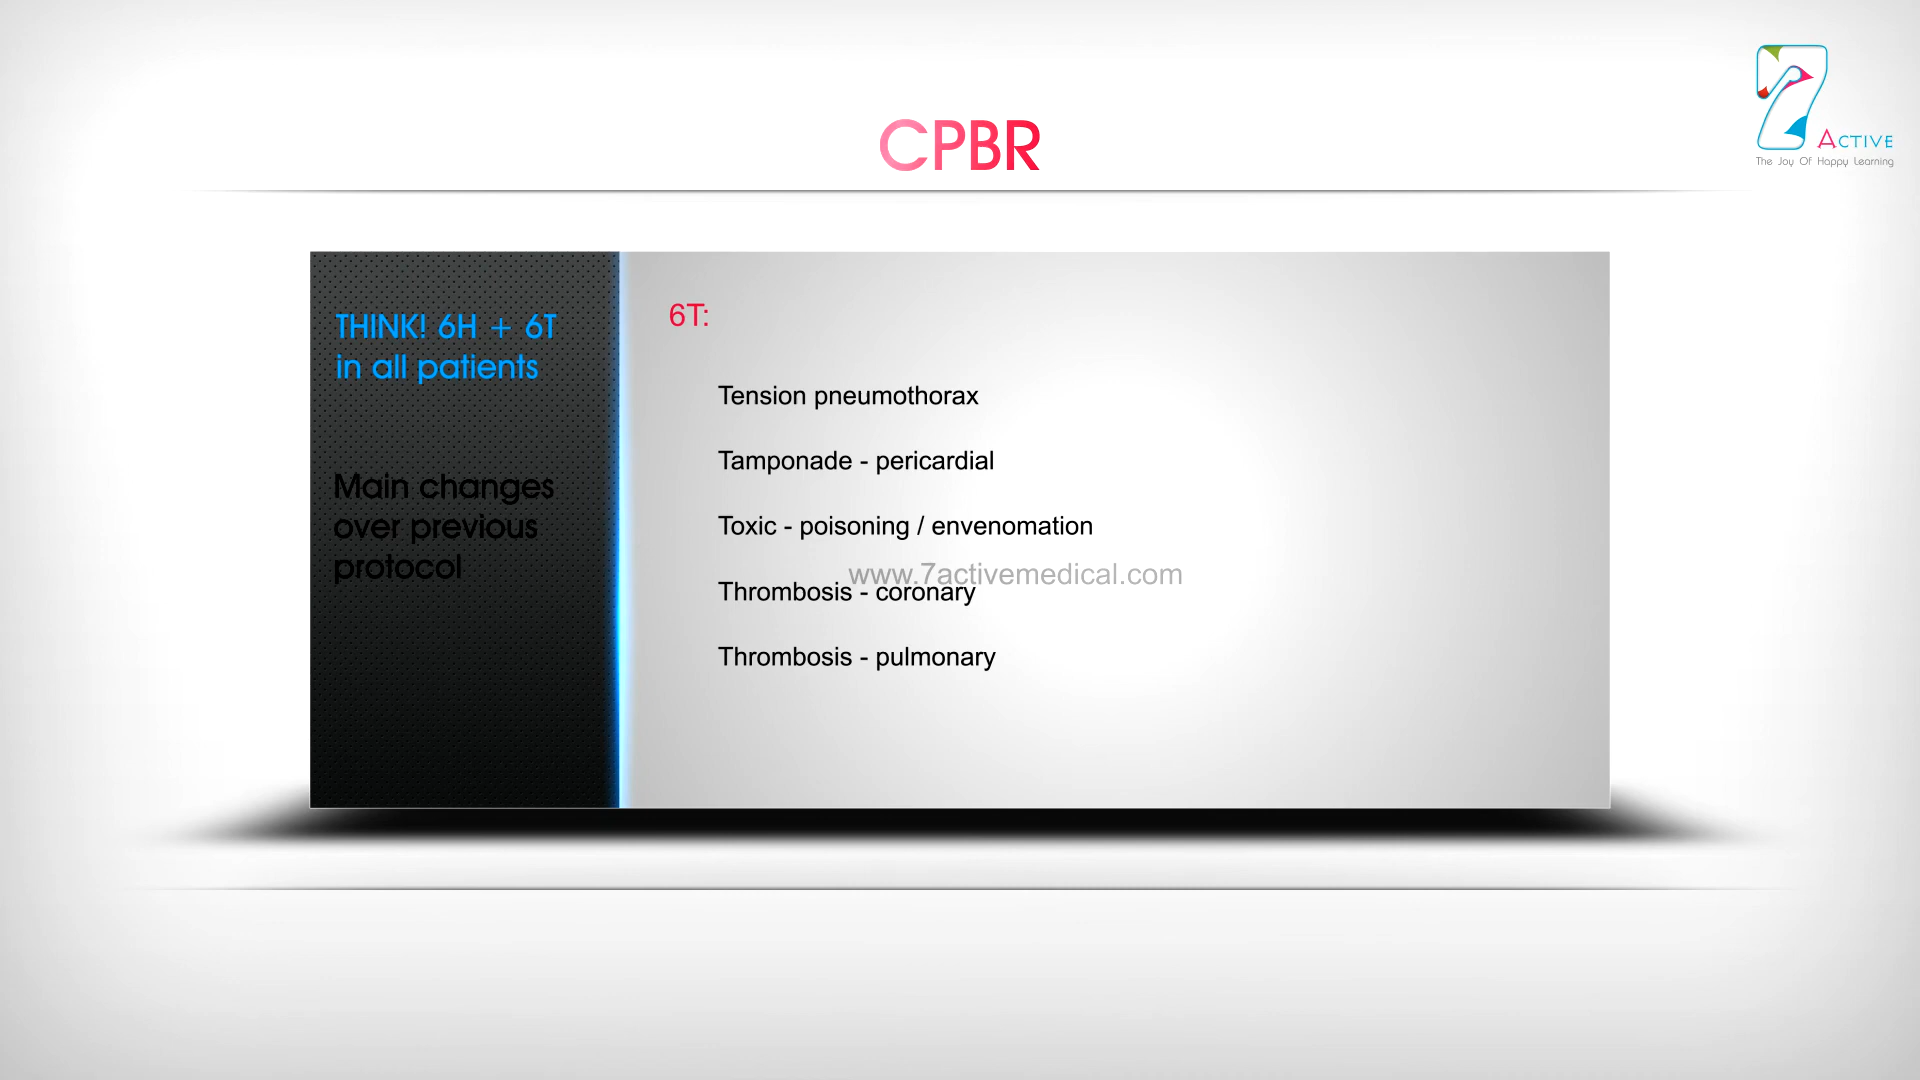 CPBR
7
ACTIVE
The Joy Of Happy Learning
THINK! 6H + 6T
in all patients
Main changes
over previous
protocol
6T:
Tension pneumothorax
Tamponade - pericardial
Toxic - poisoning / envenomation
www.7activemedical.com
Thrombosis - coronary
Thrombosis - pulmonary